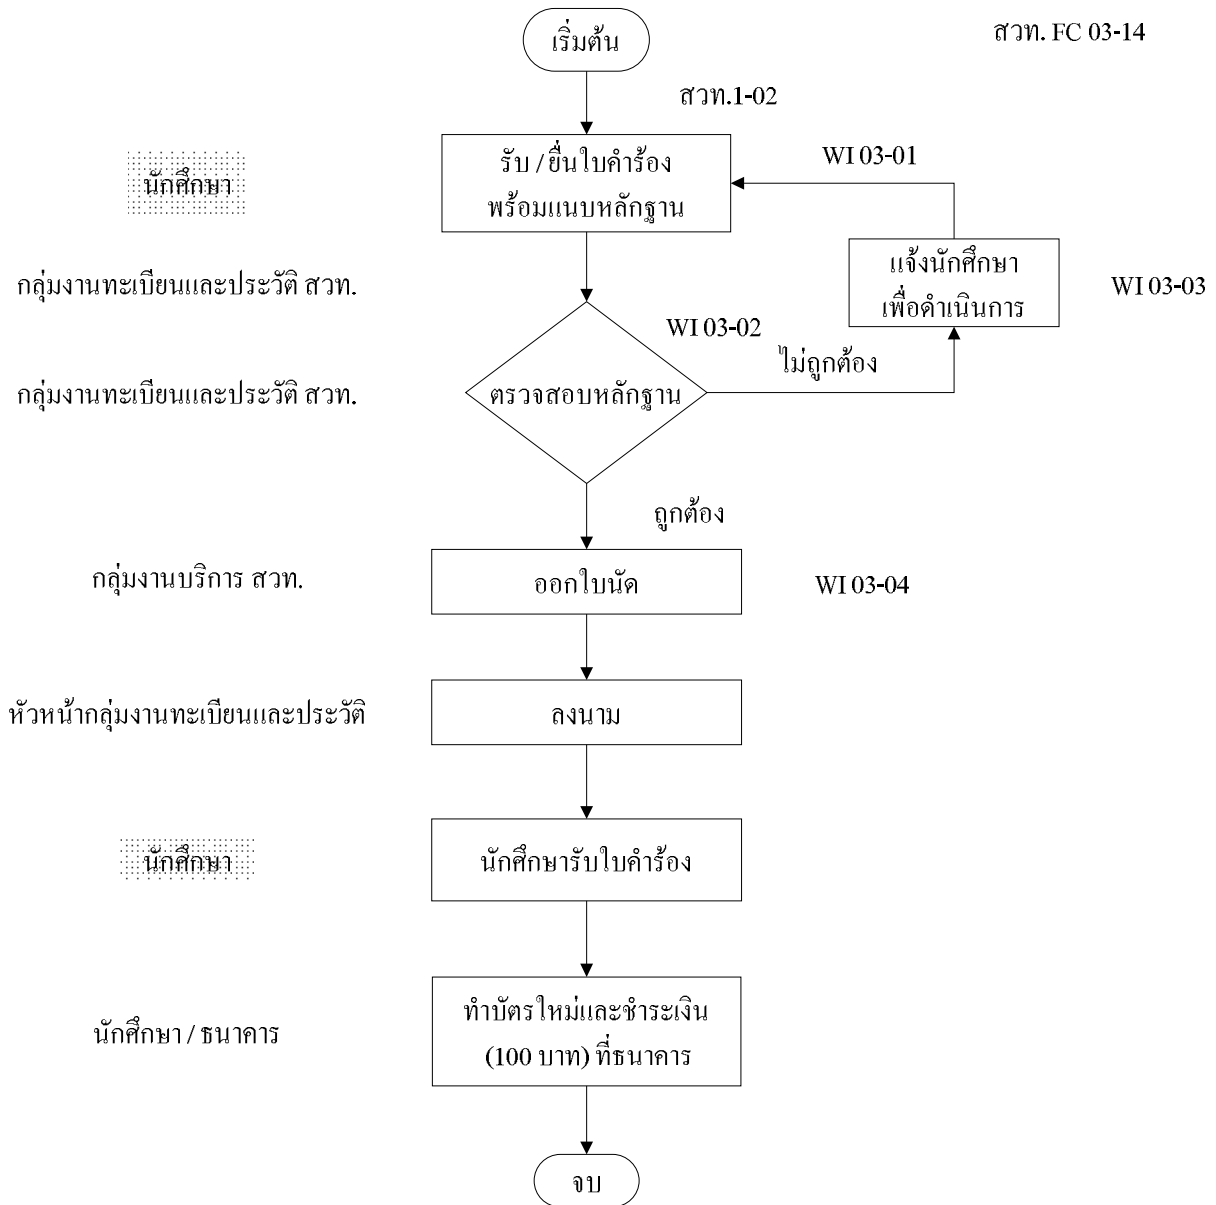 เริ่มต้น
สวท. FC 03-14
สวท.1-02
รับ / ยื่นใบคำร้อง
พร้อมแนบหลักฐาน
WI 03-01
นักศึกษา
แจ้งนักศึกษา
เพื่อดำเนินการ
กลุ่มงานทะเบียนและประวัติ สวท.
WI 03-03
WI 03-02
ไม่ถูกต้อง
กลุ่มงานทะเบียนและประวัติ สวท.
ตรวจสอบหลักฐาน
ถูกต้อง
กลุ่มงานบริการ สวท.
ออกใบนัด
WI 03-04
หัวหน้ากลุ่มงานทะเบียนและประวัติ
ลงนาม
นักศึกษา
นักศึกษารับใบคำร้อง
นักศึกษา / ธนาคาร
ทำบัตรใหม่และชำระเงิน
(100 บาท) ที่ธนาคาร
จบ